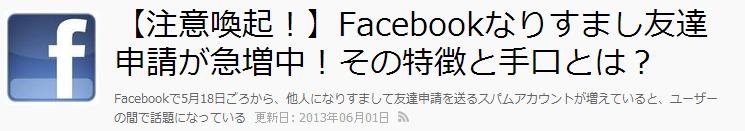 【注意喚起！】Facebookなりすまし友達
申請が急増中！その特徴と手口とは？
Facebookで5月18日ごろから、他人になりすまして友達申請を送るスパムアカウントが増えていると、ユーザー
の間で話題になっている 更新日: 2013年06月01日